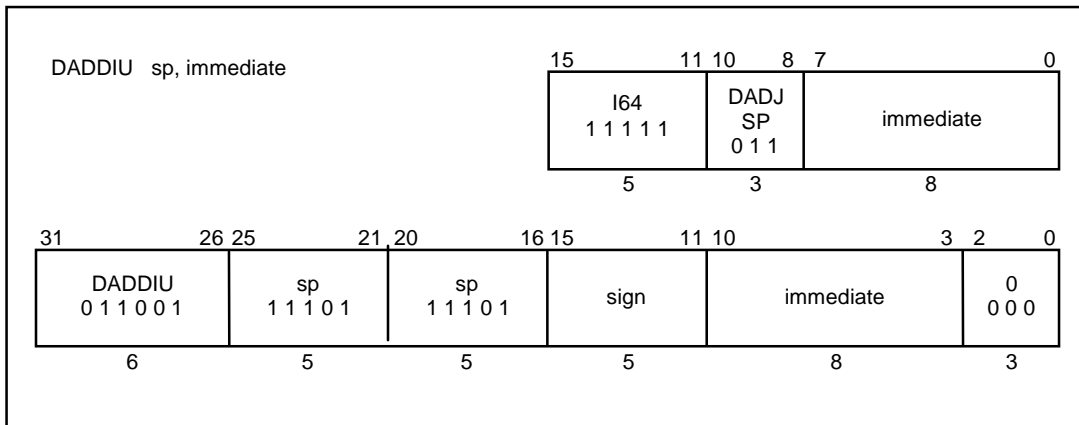 DADDIU sp, immediate
15 11 10 8 7 0
I64 DADJ SP immediate
1 1 1 1 1 0 1 1
5 3 8
31 26 25 21 20 16 15 11 10 3 2 0
DADDIU sp sp sign immediate 0
0 1 1 0 0 1 1 1 1 0 1 1 1 1 0 1 0 0 0
6 5 5 5 8 3